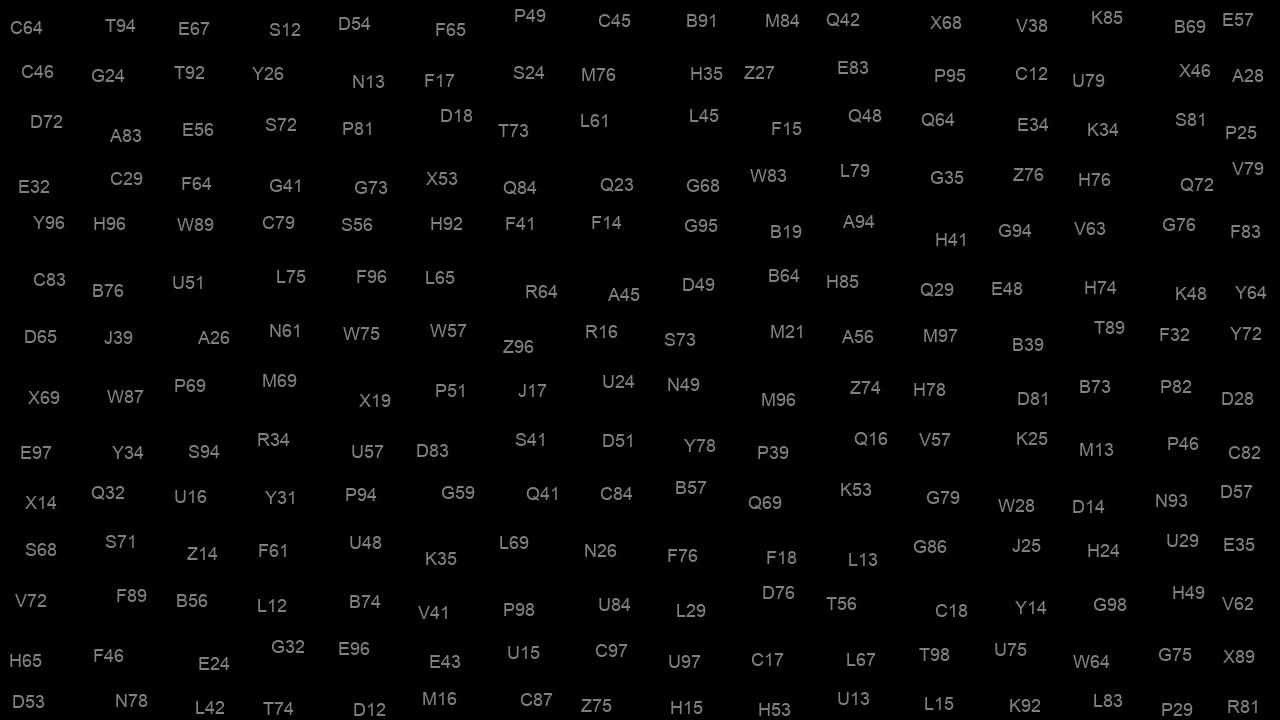 C64 T94 E67 S12 D54 F65 P49 C45 B91 M84 Q42 X68 V38 K85 B69 E57
C46 G24 T92 Y26 N13 F17 S24 M76 H35 Z27 E83 P95 C12 U79 X46 A28
D72 A83 E56 S72 P81 D18 T73 L61 L45 F15 Q48 Q64 E34 K34 S81 P25
E32 C29 F64 G41 G73 X53 Q84 Q23 G68 W83 L79 G35 Z76 H76 Q72 V79
Y96 H96 W89 C79 S56 H92 F41 F14 G95 B19 A94 H41 G94 V63 G76 F83
C83 B76 U51 L75 F96 L65 R64 A45 D49 B64 H85 Q29 E48 H74 K48 Y64
D65 J39 A26 N61 W75 W57 Z96 R16 S73 M21 A56 M97 B39 T89 F32 Y72
X69 W87 P69 M69 X19 P51 J17 U24 N49 M96 Z74 H78 D81 B73 P82 D28
E97 Y34 S94 R34 U57 D83 S41 D51 Y78 P39 Q16 V57 K25 M13 P46 C82
X14 Q32 U16 Y31 P94 G59 Q41 C84 B57 Q69 K53 G79 W28 D14 N93 D57
S68 S71 Z14 F61 U48 K35 L69 N26 F76 F18 L13 G86 J25 H24 U29 E35
V72 F89 B56 L12 B74 V41 P98 U84 L29 D76 T56 C18 Y14 G98 H49 V62
H65 F46 E24 G32 E96 E43 U15 C97 U97 C17 L67 T98 U75 W64 G75 X89
D53 N78 L42 T74 D12 M16 C87 Z75 H15 H53 U13 L15 K92 L83 P29 R81